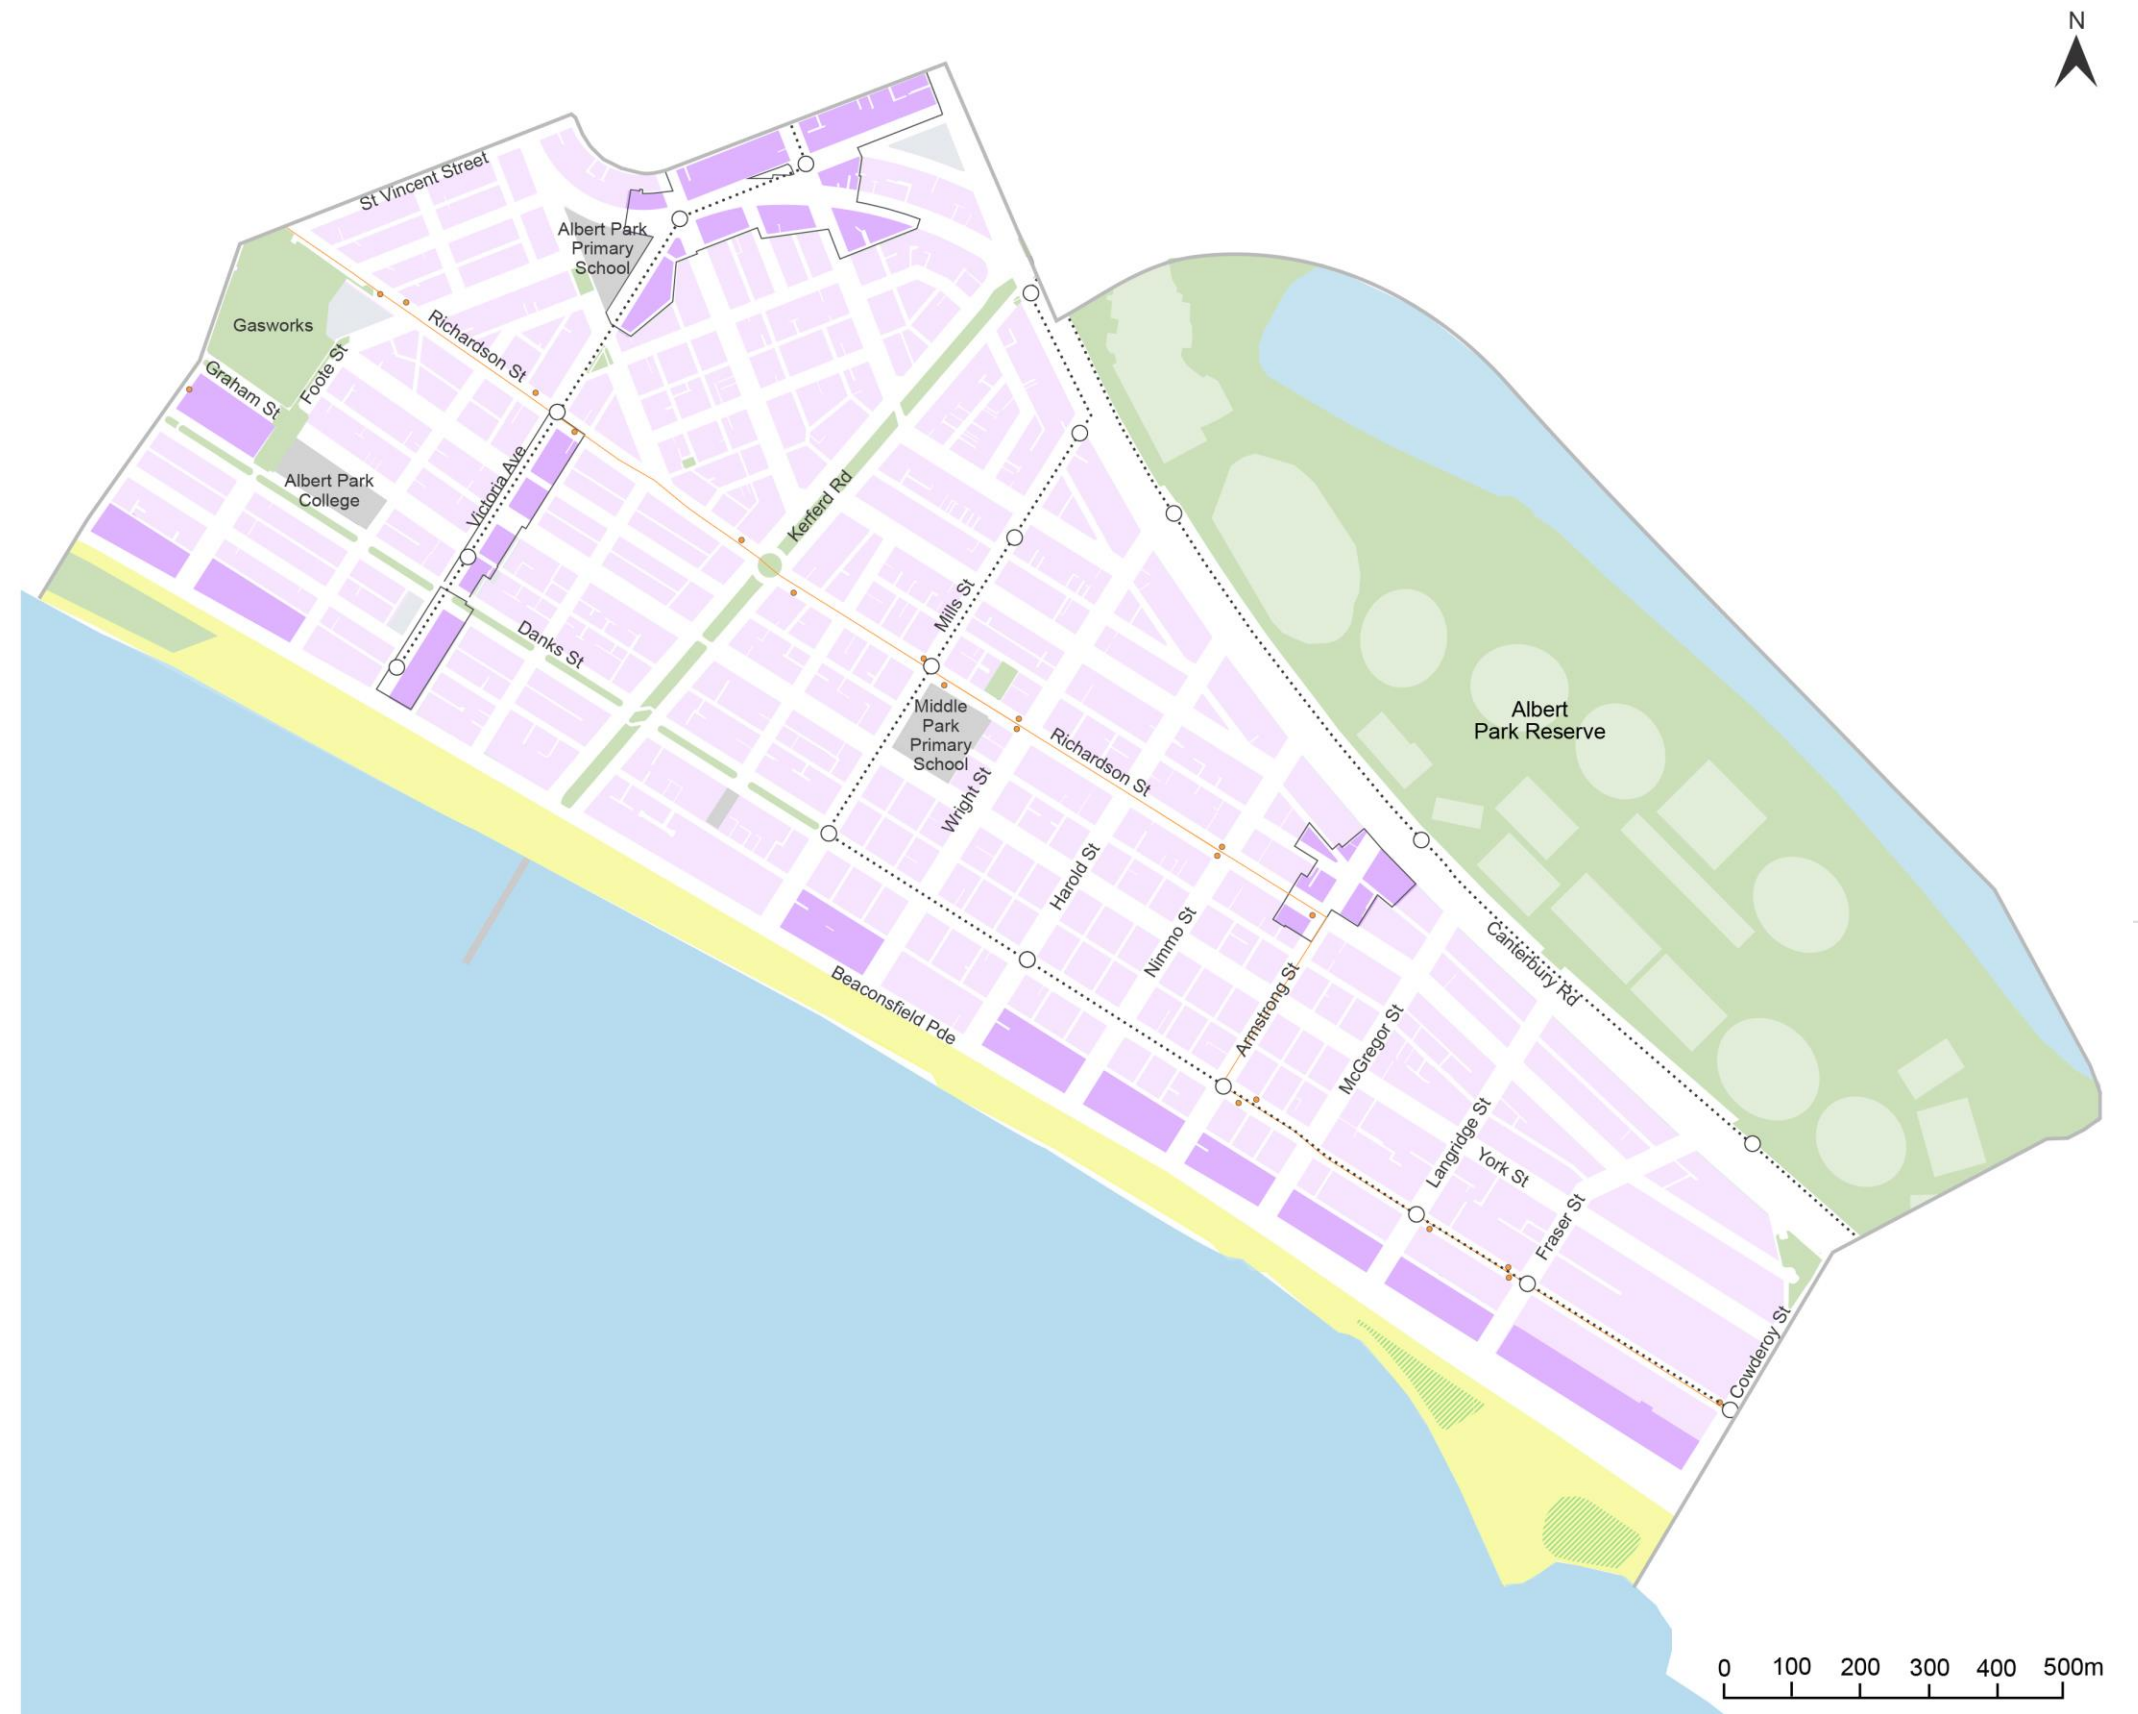 N
St Vincent Street
Albert Park
Primary
School
Gasworks
Richardson St
Foote St
Graham St
Albert Park
College
Victoria Ave
Kerferd Rd
Danks St
Mills St
Middle
Park
Primary
School
Albert
Park Reserve
Richardson St
Wright St
Harold St
Nimmo St
Canterbury Rd
Beaconsfield Pde
Armstrong St
McGregor St
Langridge St
York St
Fraser St
Cowderoy St
0 100 200 300 400 500m